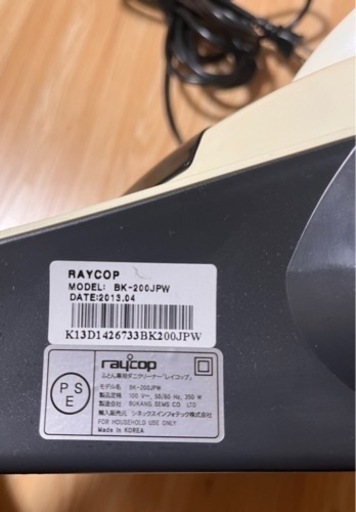 RAYCOP
MODEL: BK-200JPW
DATE:2013.04
K13D1426733BK200JPW
raycop
ふとん専用ダニクリーナー「レイコップ」
モデル名 BK-200JPW
製品定格 100 V~, 50/60 Hz, 350 W
製造会社 BUKANG SEMS CO. LTD
輸入販売元 シネックスインフォテック株式会社
FOR HOUSEHOLD USE ONLY
Made in KOREA
P S
E